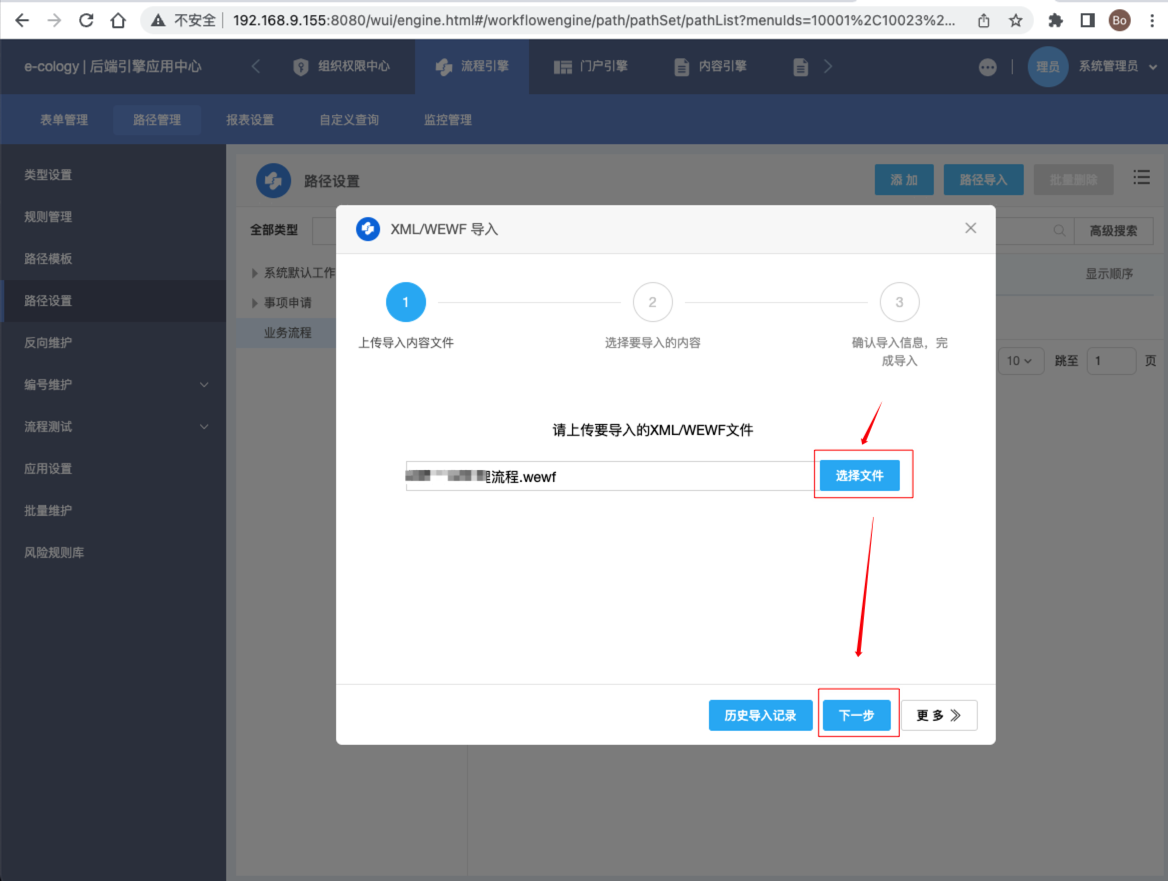 不安全
192.168.9.155:8080/wui/engine.html#/workflowengine/path/pathSet/pathList?menuIds=10001%2C10023%2...
Bo
e-cology | 后端引擎应用中心
组织权限中心
流程引擎
门户引擎
内容引擎
理员
系统管理员
表单管理
路径管理
报表设置
自定义查询
监控管理
类型设置
规则管理
路径模板
路径设置
反向维护
编号维护
流程测试
应用设置
批量维护
风险规则库
路径设置
添 加
路径导入
批量删除
全部类型
高级搜索
系统默认工作
事项申请
业务流程
显示顺序
10
跳至
1
页
XML/WEWF 导入
1
2
3
上传导入内容文件
选择要导入的内容
确认导入信息，完
成导入
请上传要导入的XML/WEWF文件
流程.wewf
选择文件
历史导入记录
下一步
更 多